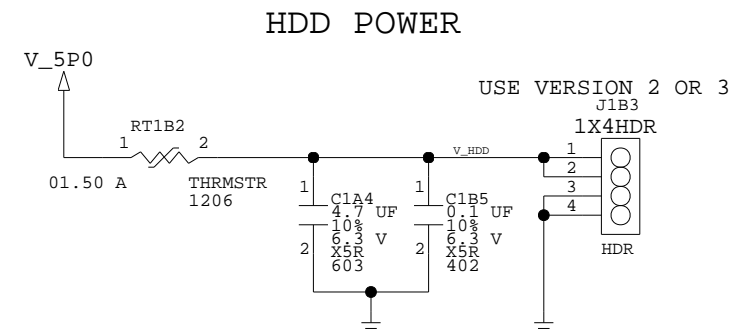 HDD POWER
V_5P0
USE VERSION 2 OR 3
J1B3
1X4HDR
RT1B2
1 2
01.50 A
THRMSTR
1206
V_HDD
1
2
3
4
HDR
1
C1A4
4.7 UF
10%
6.3 V
X5R
603
2
1
C1B5
0.1 UF
10%
6.3 V
X5R
402
2